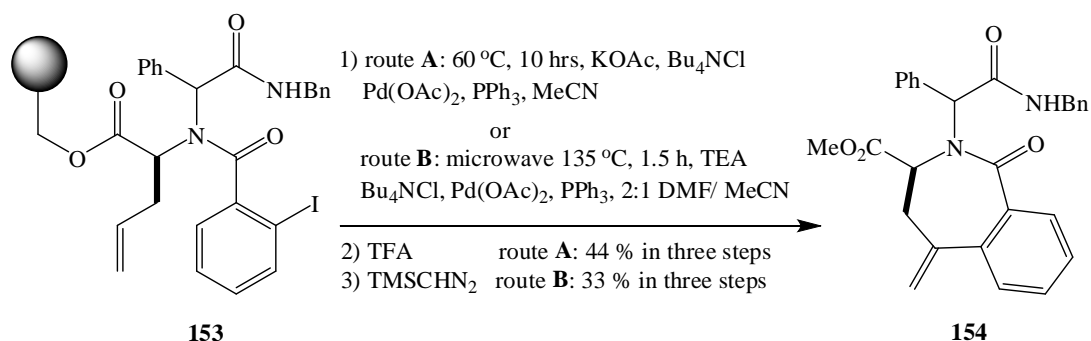 O
Ph
NHBn
O
O
N
O
I
153
1) route A: 60 °C, 10 hrs, KOAc, Bu₄NCl
Pd(OAc)₂, PPh₃, MeCN
or
route B: microwave 135 °C, 1.5 h, TEA
Bu₄NCl, Pd(OAc)₂, PPh₃, 2:1 DMF/ MeCN
2) TFA route A: 44 % in three steps
3) TMSCHN₂ route B: 33 % in three steps
O
Ph
NHBn
MeO₂C
N
O
154